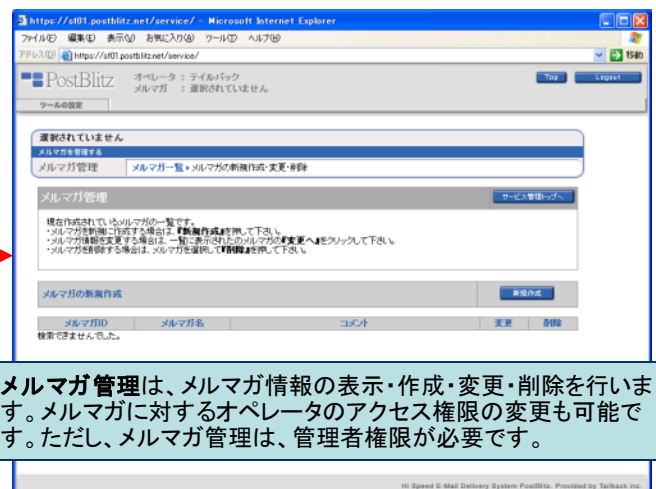 https://sf01.postblitz.net/service/ - Microsoft Internet Explorer
ファイル(F) 編集(E) 表示(V) お気に入り(A) ツール(T) ヘルプ(H)
アドレス(D) https://sf01.postblitz.net/service/ 移動
PostBlitz オペレータ : テイルバック Top Logout
メルマガ : 選択されていません
ツールの設定
選択されていません
メルマガを管理する
メルマガ管理 メルマガ一覧・メルマガの新規作成・変更・削除
メルマガ管理 サービス管理トップへ
現在作成されているメルマガの一覧です。
・メルマガを新規に作成する場合は、『新規作成』を押して下さい。
・メルマガ情報を変更する場合は、一覧に表示されたのメルマガの『変更へ』をクリックして下さい。
・メルマガを削除する場合は、メルマガを選択して『削除』を押して下さい。
メルマガの新規作成 新規作成
メルマガID メルマガ名 コメント 変更 削除
検索できませんでした。
メルマガ管理は、メルマガ情報の表示・作成・変更・削除を行いま
す。メルマガに対するオペレータのアクセス権限の変更も可能で
す。ただし、メルマガ管理は、管理者権限が必要です。
Hi Speed E-Mail Delivery System PostBlitz. Provided by Tailback Inc.